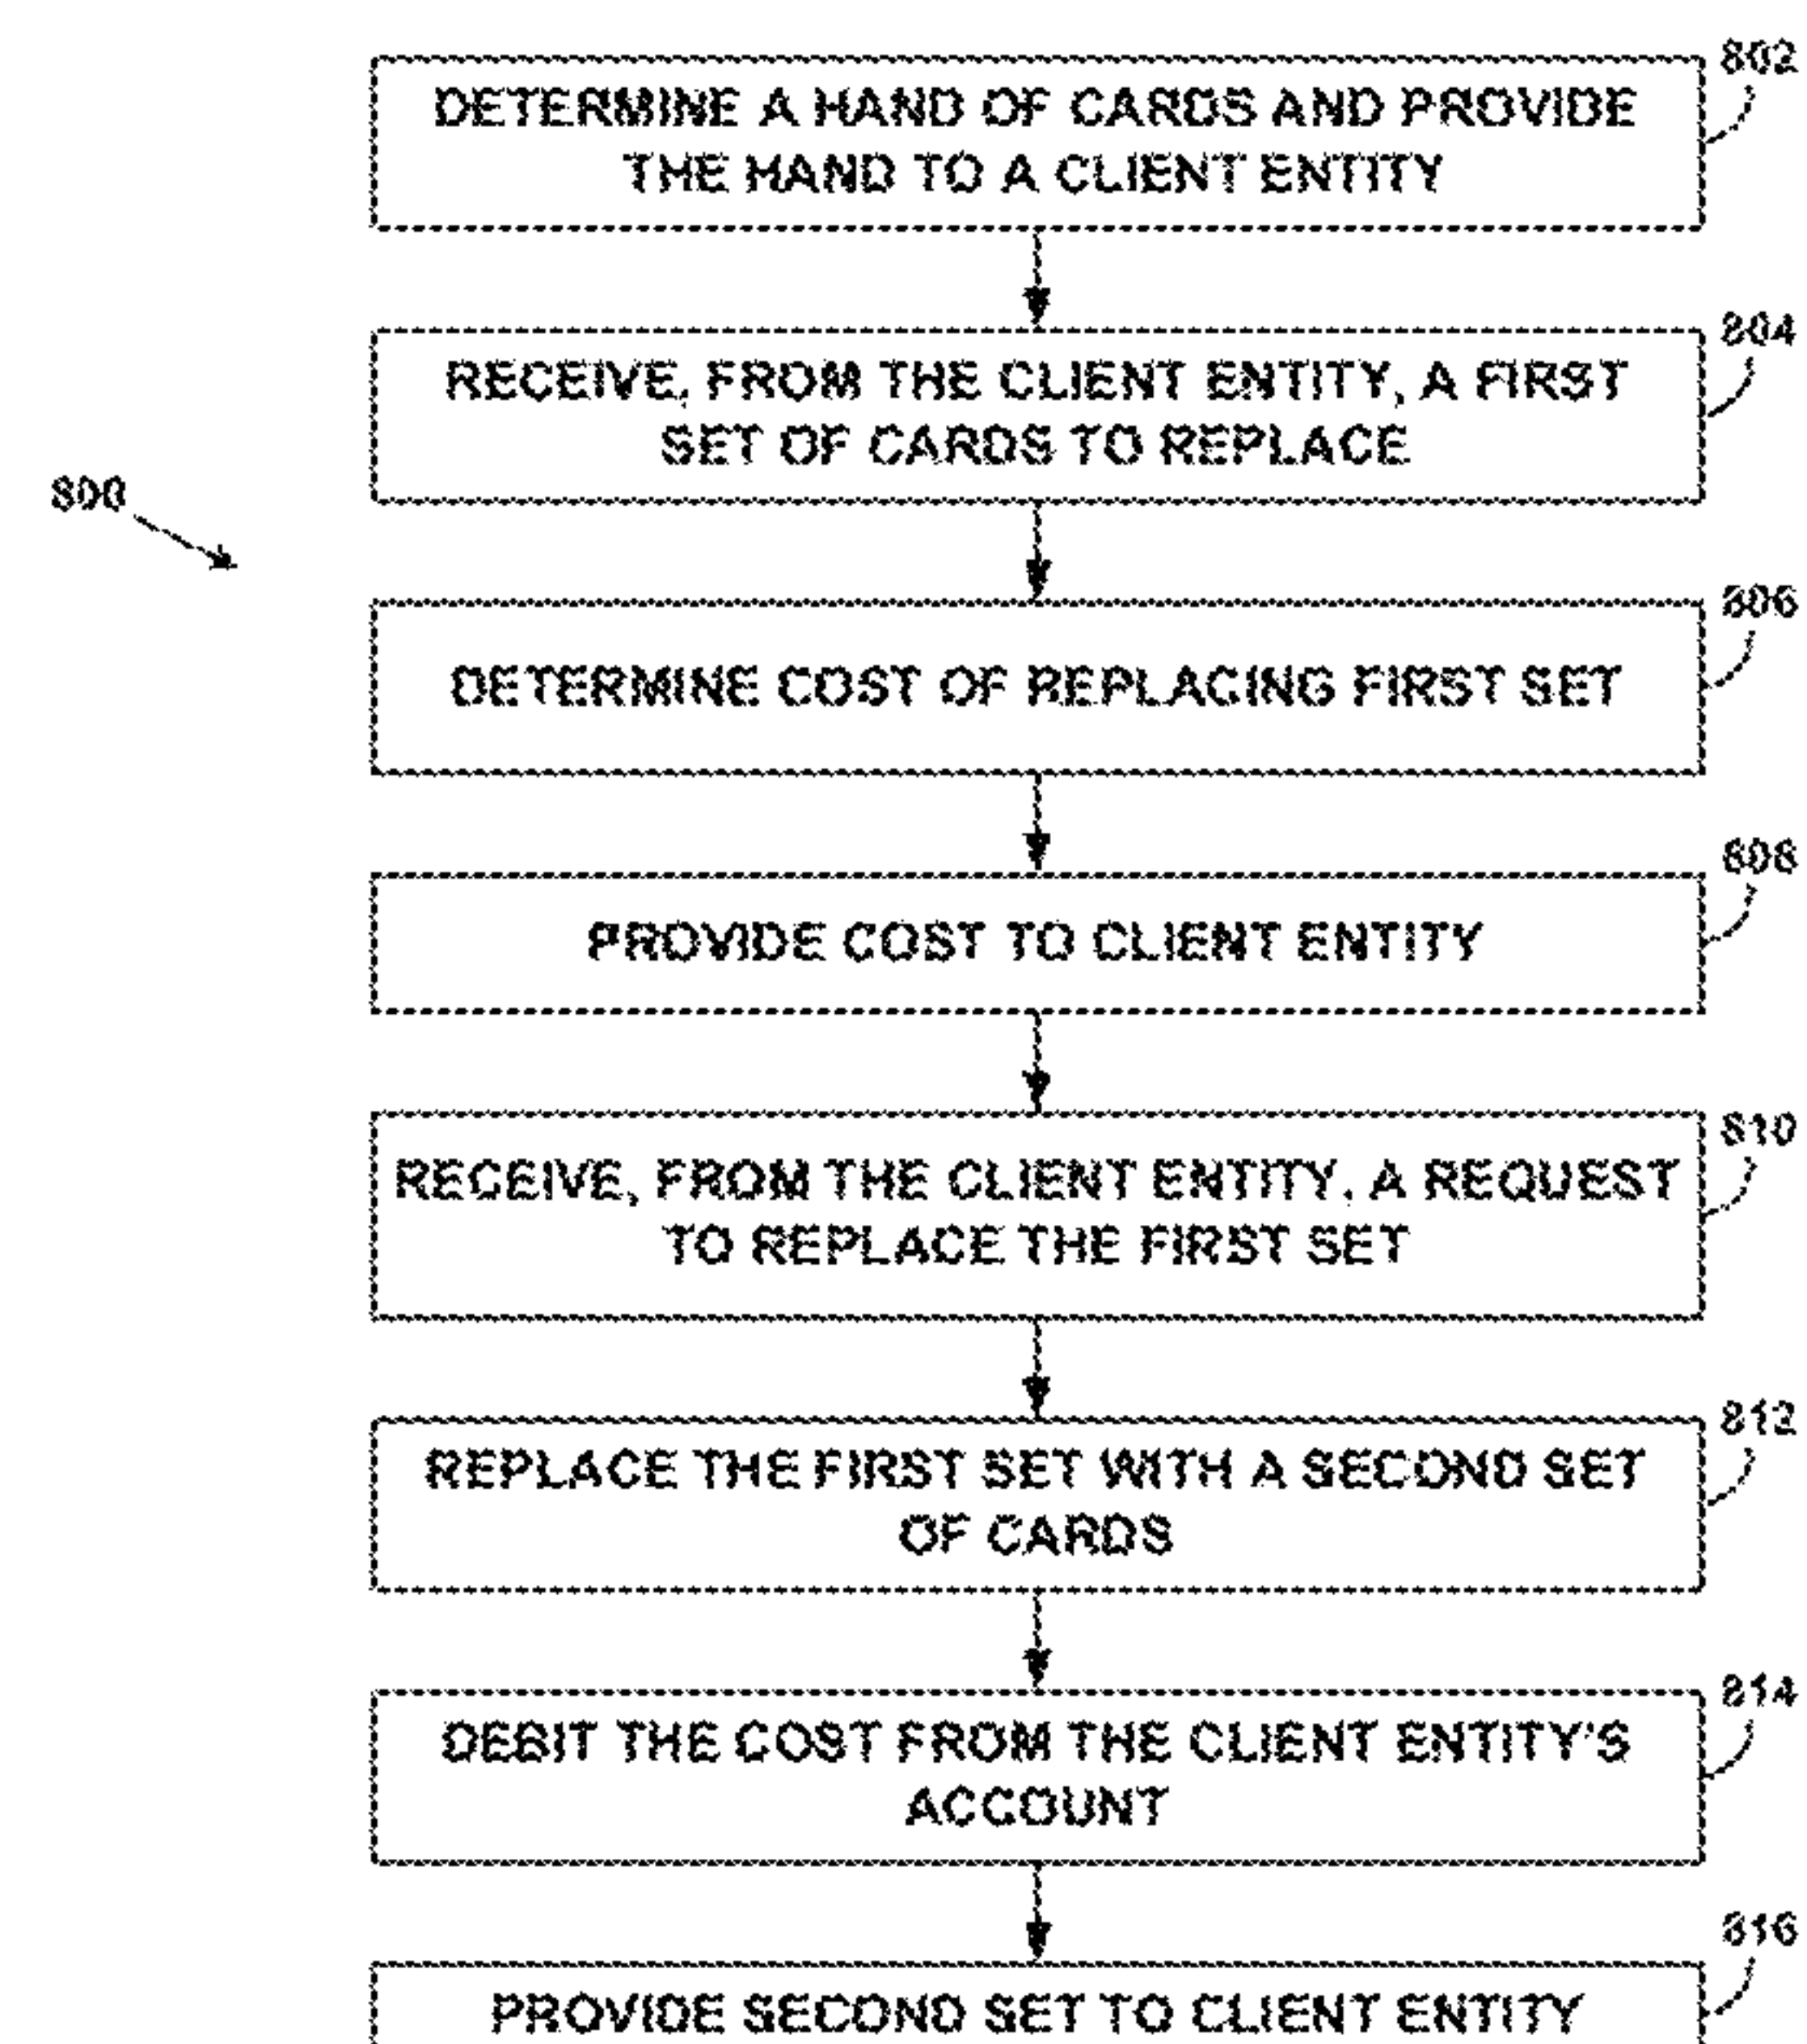 802
DETERMINE A HAND OF CARDS AND PROVIDE
THE HAND TO A CLIENT ENTITY
804
RECEIVE, FROM THE CLIENT ENTITY, A FIRST
SET OF CARDS TO REPLACE
800
806
DETERMINE COST OF REPLACING FIRST SET
808
PROVIDE COST TO CLIENT ENTITY
810
RECEIVE, FROM THE CLIENT ENTITY, A REQUEST
TO REPLACE THE FIRST SET
812
REPLACE THE FIRST SET WITH A SECOND SET
OF CARDS
814
DEBIT THE COST FROM THE CLIENT ENTITY'S
ACCOUNT
816
PROVIDE SECOND SET TO CLIENT ENTITY